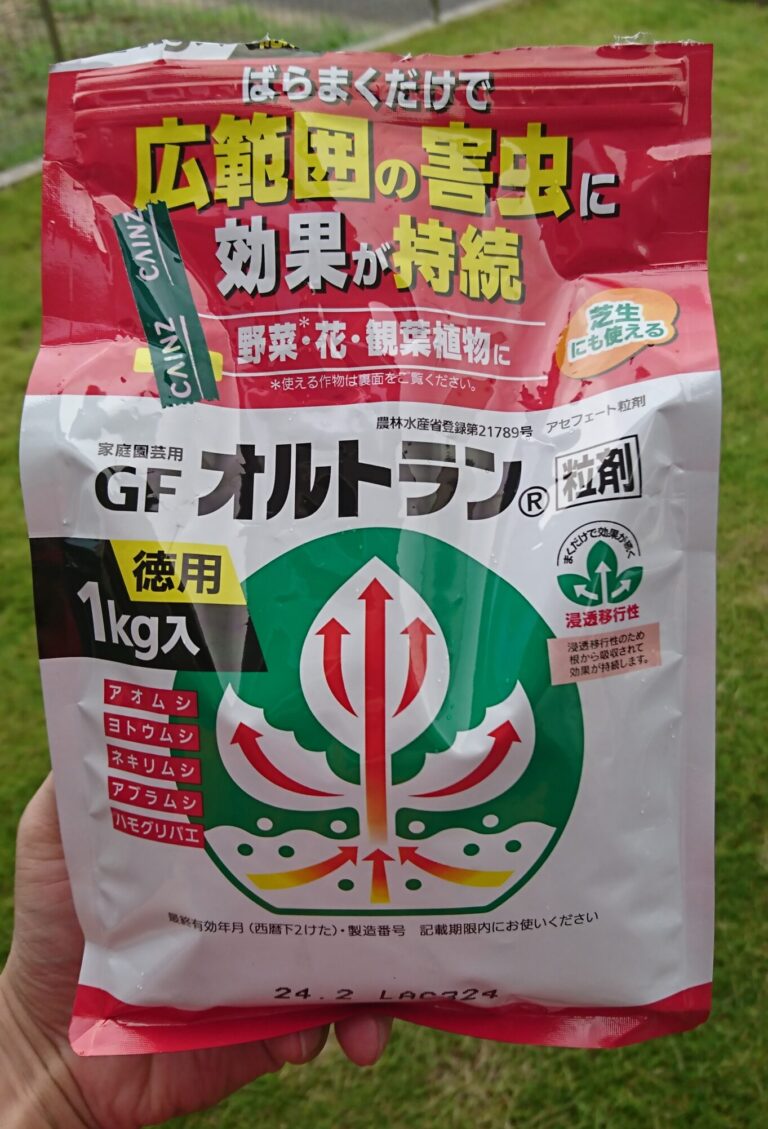 ばらまくだけで
広範囲の害虫に
効果が持続
CAINZ
CAINZ
野菜*・花・観葉植物に
*使える作物は裏面をご覧ください。
芝生
にも使える
農林水産省登録第21789号 アセフェート粒剤
家庭園芸用
GF オルトラン® 粒剤
徳用
1kg入
まくだけで効果が長く
浸透移行性
浸透移行性のため
根から吸収されて
効果が持続します。
アオムシ
ヨトウムシ
ネキリムシ
アブラムシ
ハモグリバエ
最終有効年月(西暦下2けた)・製造番号 記載期限内にお使いください
24.2